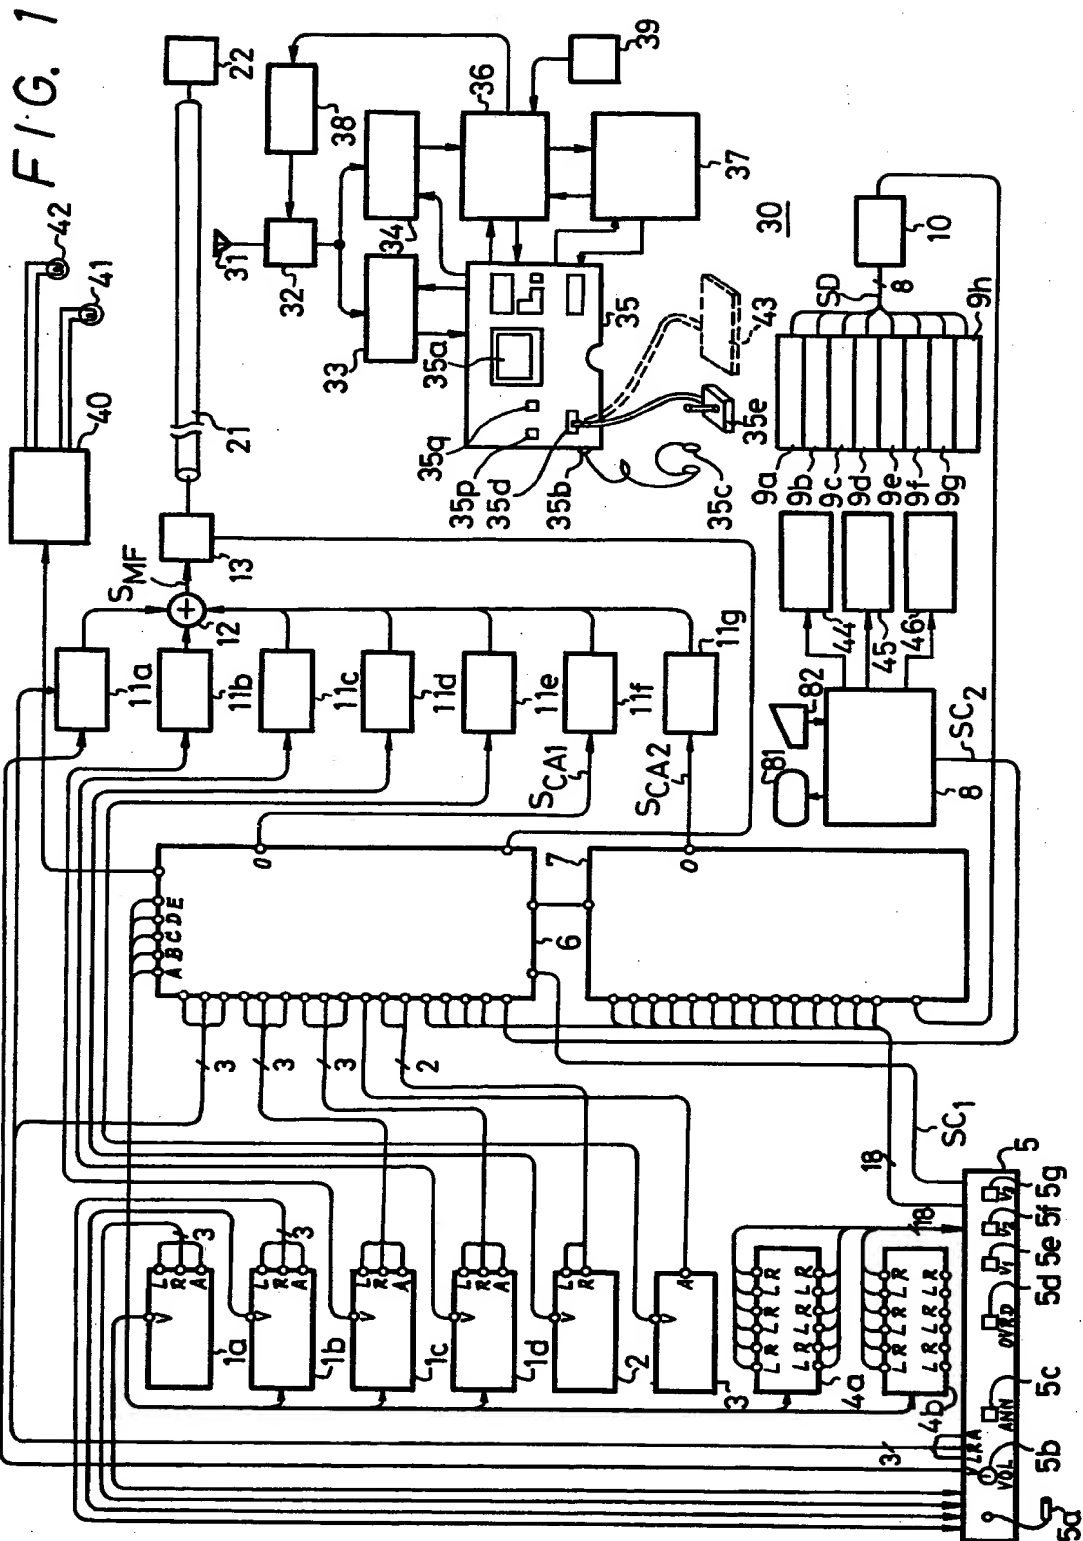 FIG. 1
42
41
40
22
21
13
S_MF
12
11a
11b
11c
11d
11e
11f
11g
S_CA1
S_CA2
31
32
38
33
34
36
39
37
35
35a
35q
35p
35d
35b
35c
35e
43
30
10
SD
8
9a
9b
9c
9d
9e
9f
9g
9h
44
45
46
82
81
8
SC2
A B C D E
O
6
7
O
3
3
3
2
18
SC1
V L R A 3 1a
V L R A 3 1b
V L R A 1c
V L R A 1d
V L R 2
V A 3
L R L R L R
L R L R L R
4a
18
L R L R L R
L R L R L R
4b
3
L R A
VOL
ANN
OVRD
V1
V2
V3
5
5a
5b
5c
5d
5e
5f
5g